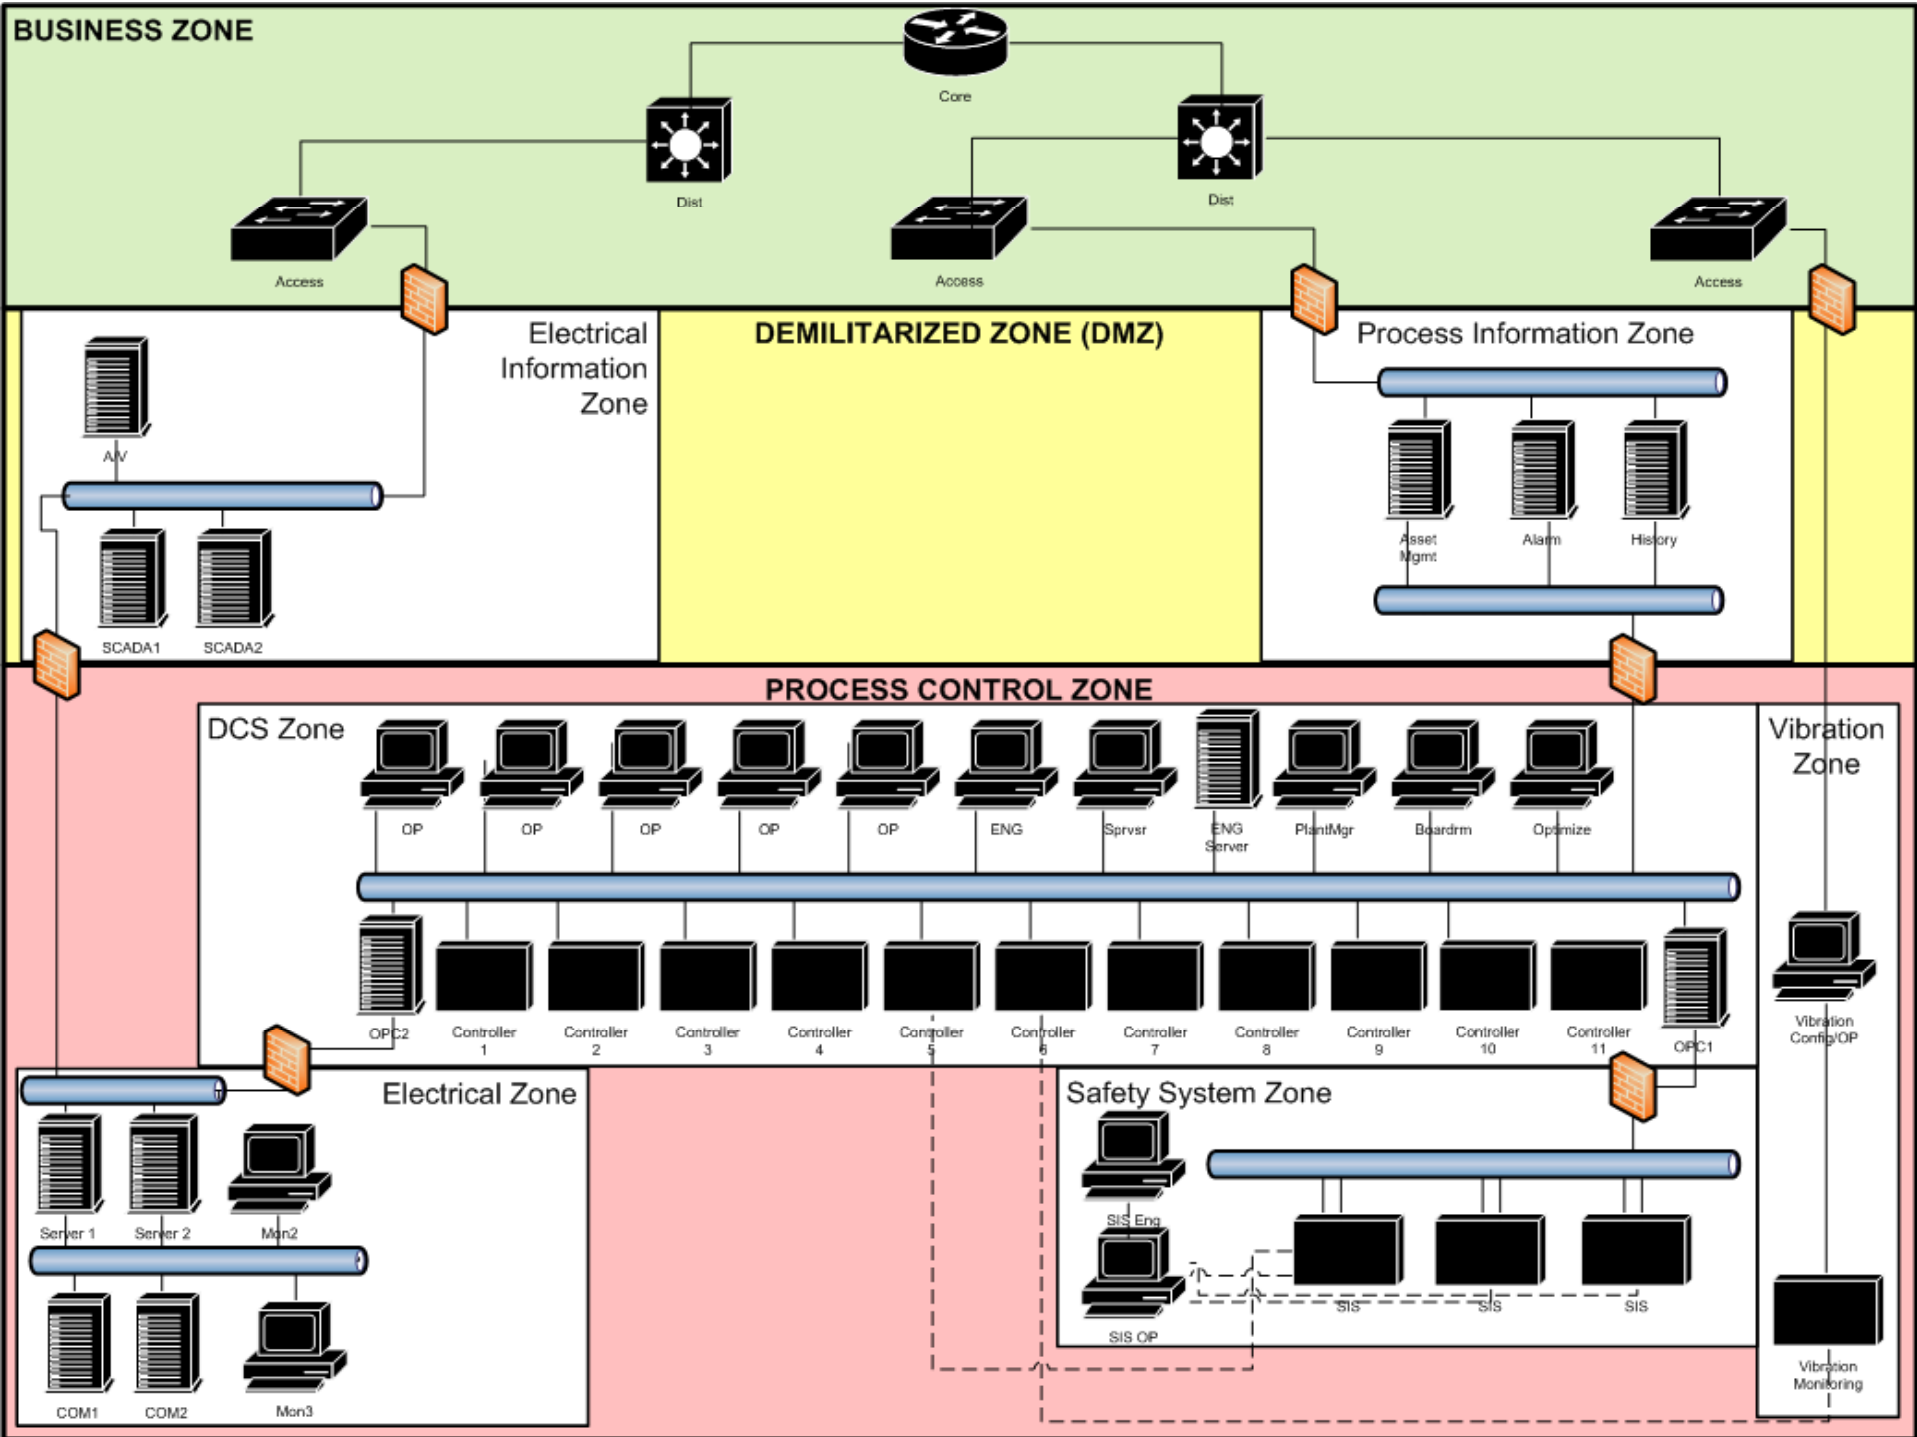 BUSINESS ZONE
Core
Dist
Dist
Access
Access
Access
Electrical
Information
Zone
DEMILITARIZED ZONE (DMZ)
Process Information Zone
A/V
Asset
Mgmt
Alarm
History
SCADA1
SCADA2
PROCESS CONTROL ZONE
DCS Zone
Vibration
Zone
OP
OP
OP
OP
OP
ENG
Sprvsr
ENG
Server
PlantMgr
Boardrm
Optimize
OPC2
Controller
1
Controller
2
Controller
3
Controller
4
Controller
5
Controller
6
Controller
7
Controller
8
Controller
9
Controller
10
Controller
11
OPC1
Vibration
Config/OP
Electrical Zone
Safety System Zone
Server 1
Server 2
Mon2
SIS Eng
SIS OP
SIS
SIS
SIS
COM1
COM2
Mon3
Vibration
Monitoring